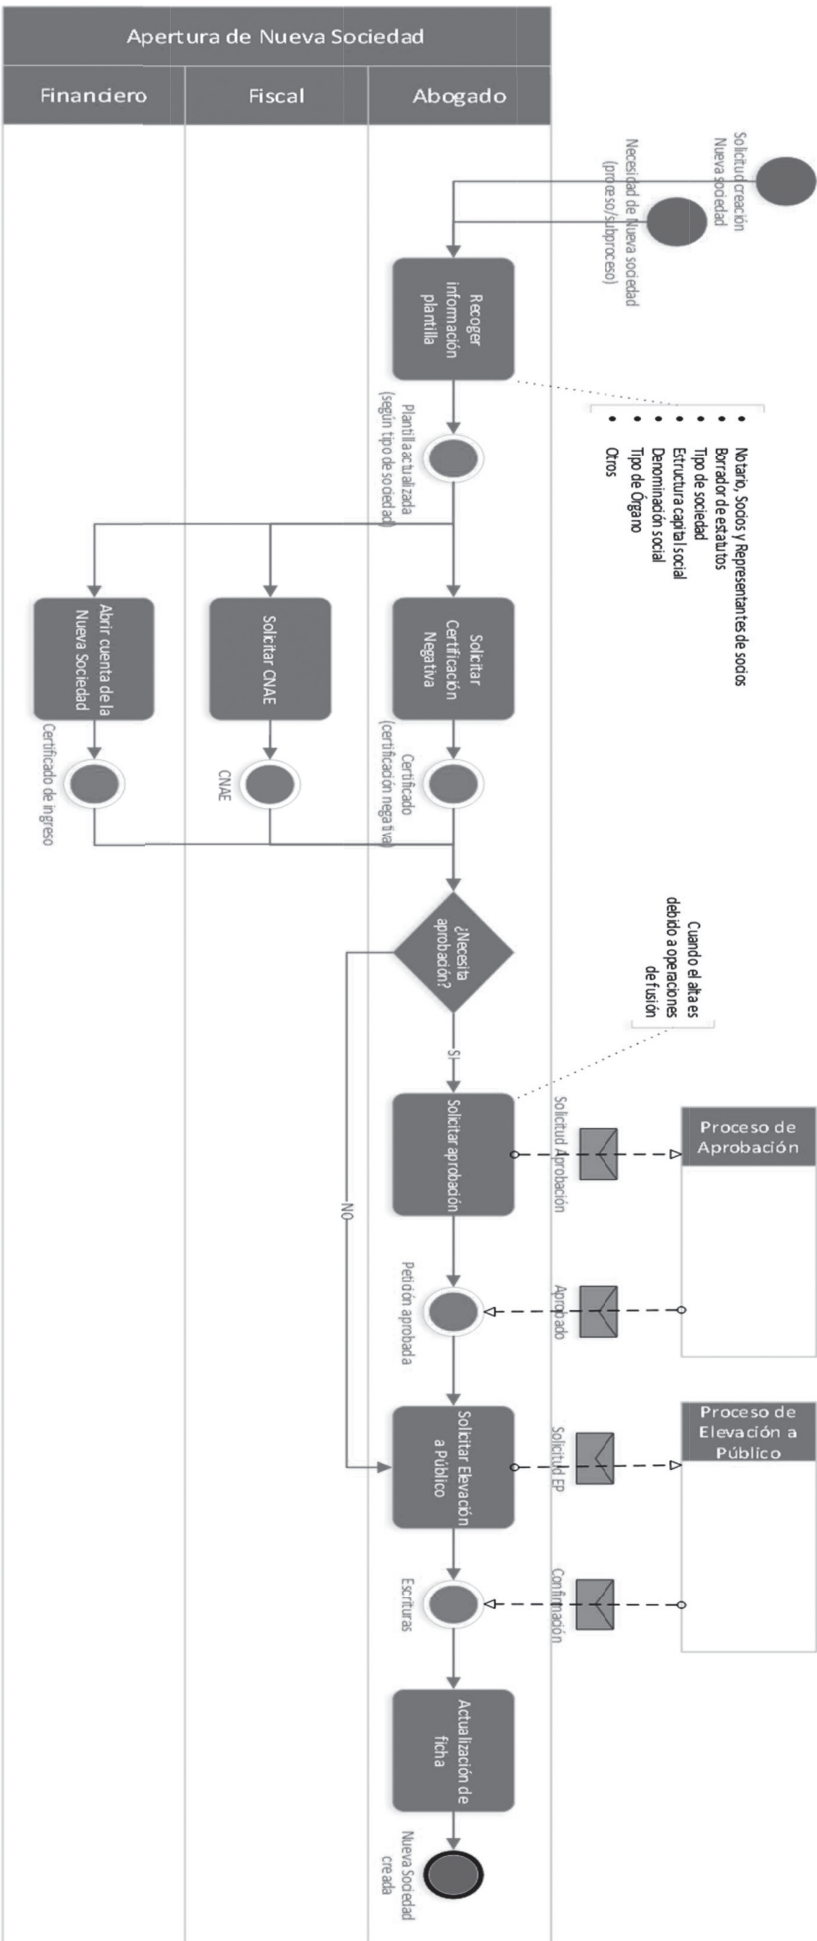 Apertura de Nueva Sociedad
Financiero
Fiscal
Abogado
Solicitud creación
Nueva sociedad
Necesidad de Nueva sociedad
(proceso/subproceso)
Recoger
información
plantilla
Notario, Socios y Representantes de socios
Borrador de estatutos
Tipo de sociedad
Estructura capital social
Denominación social
Tipo de Órgano
Otros
Plantilla actualizada
(según tipo de sociedad)
Solicitar
Certificación
Negativa
Solicitar CNAE
Abrir cuenta de la
Nueva Sociedad
Certificado
(certificación negativa)
CNAE
Certificado de ingreso
¿Necesita
aprobación?
SI
NO
Cuando el alta es
debido a operaciones
de fusión
Solicitar aprobación
Solicitud Aprobación
Proceso de
Aprobación
Aprobado
Petición aprobada
Solicitar Elevación
a Público
Solicitud EP
Proceso de
Elevación a
Público
Confirmación
Escrituras
Actualización de
ficha
Nueva Sociedad
creada